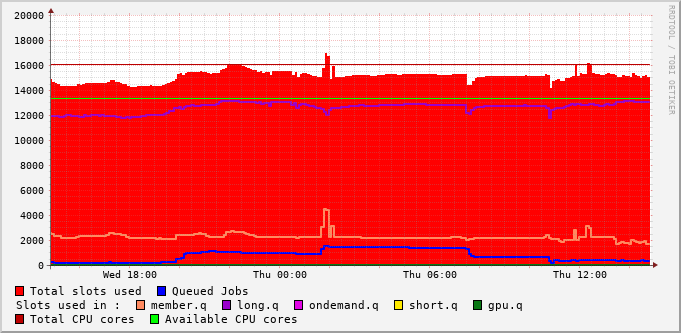 20000
18000
16000
14000
12000
10000
8000
6000
4000
2000
0
Wed 18:00 Thu 00:00 Thu 06:00 Thu 12:00
RRDTOOL / TOBI OETIKER
Total slots used Queued Jobs
Slots used in : member.q long.q ondemand.q short.q gpu.q
Total CPU cores Available CPU cores